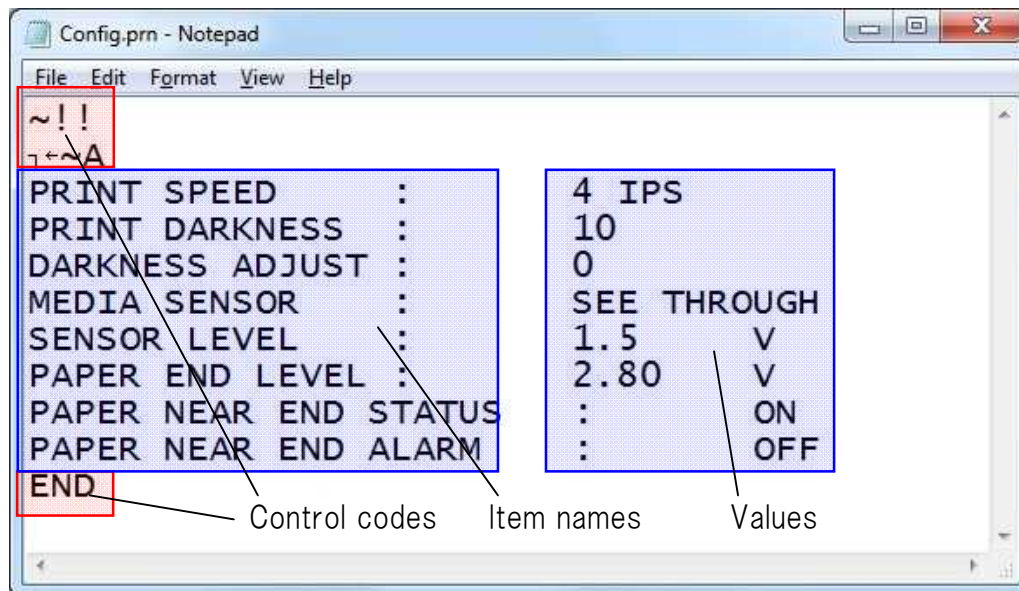 Config.prn - Notepad
File Edit Format View Help
~!!
┐←~A
PRINT SPEED : 4 IPS
PRINT DARKNESS : 10
DARKNESS ADJUST : 0
MEDIA SENSOR : SEE THROUGH
SENSOR LEVEL : 1.5 V
PAPER END LEVEL : 2.80 V
PAPER NEAR END STATUS : ON
PAPER NEAR END ALARM : OFF
END
Control codes Item names Values